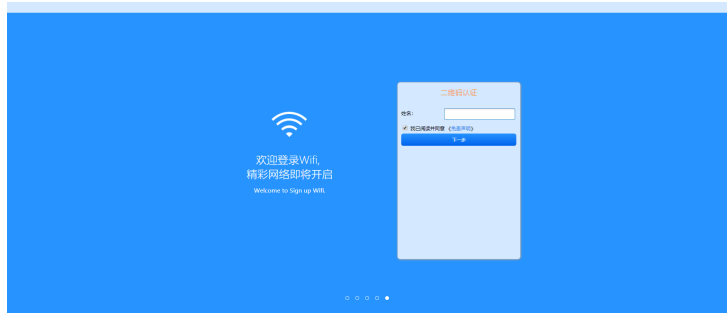 欢迎登录Wifi,
精彩网络即将开启
Welcome to Sign up Wifi.
二维码认证
姓名:
我已阅读并同意 《免责声明》
下一步